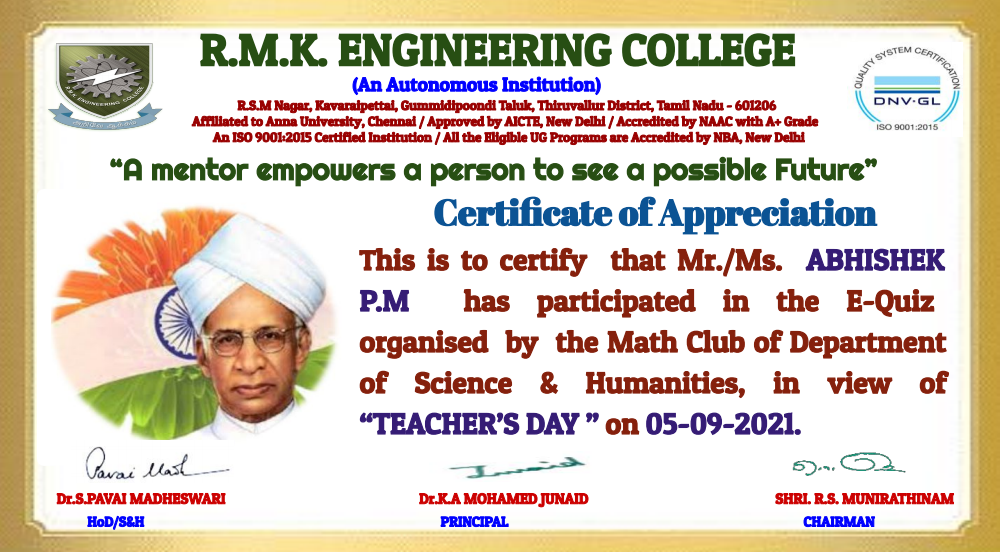 R.M.K. ENGINEERING COLLEGE
(An Autonomous Institution)
R.S.M Nagar, Kavaraipettai, Gummidipoondi Taluk, Thiruvallur District, Tamil Nadu - 601206
Affiliated to Anna University, Chennai / Approved by AICTE, New Delhi / Accredited by NAAC with A+ Grade
An ISO 9001:2015 Certified Institution / All the Eligible UG Programs are Accredited by NBA, New Delhi
R.M.K. ENGINEERING COLLEGE
QUALITY SYSTEM CERTIFICATION
DNV·GL
ISO 9001:2015
“A mentor empowers a person to see a possible Future”
Certificate of Appreciation
This is to certify that Mr./Ms. ABHISHEK
P.M has participated in the E-Quiz
organised by the Math Club of Department
of Science & Humanities, in view of
“TEACHER’S DAY ” on 05-09-2021.
Pavai Madh
Dr.S.PAVAI MADHESWARI
Dr.K.A MOHAMED JUNAID
SHRI. R.S. MUNIRATHINAM
HoD/S&H
PRINCIPAL
CHAIRMAN